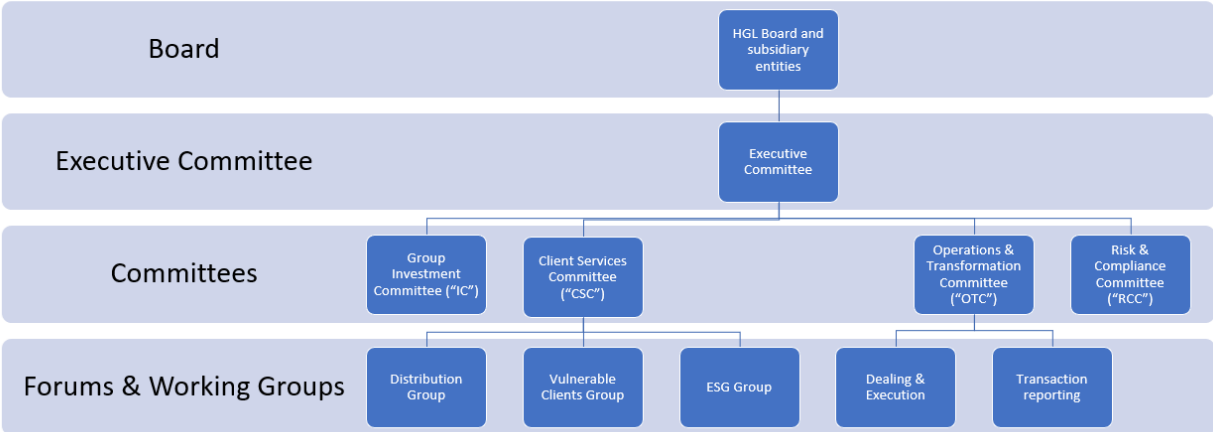 Board
HGL Board and
subsidiary
entities
Executive Committee
Executive
Committee
Committees
Group
Investment
Committee (“IC”)
Client Services
Committee
(“CSC”)
Operations &
Transformation
Committee
(“OTC”)
Risk &
Compliance
Committee
(“RCC”)
Forums & Working Groups
Distribution
Group
Vulnerable
Clients Group
ESG Group
Dealing &
Execution
Transaction
reporting